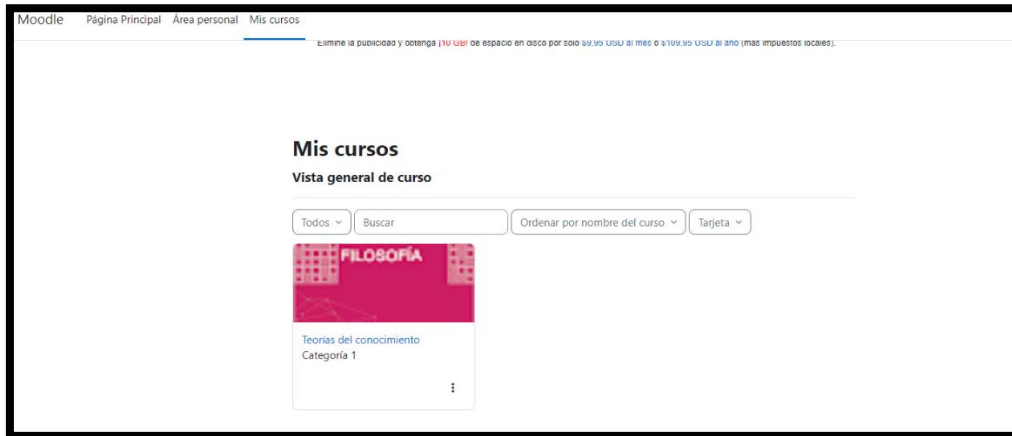 Moodle Página Principal Área personal Mis cursos
Elimine la publicidad y obtenga ¡10 GB! de espacio en disco por solo $9,95 USD al mes o $109,95 USD al año (más impuestos locales).
Mis cursos
Vista general de curso
Todos Buscar Ordenar por nombre del curso Tarjeta
FILOSOFÍA
Teorías del conocimiento
Categoría 1